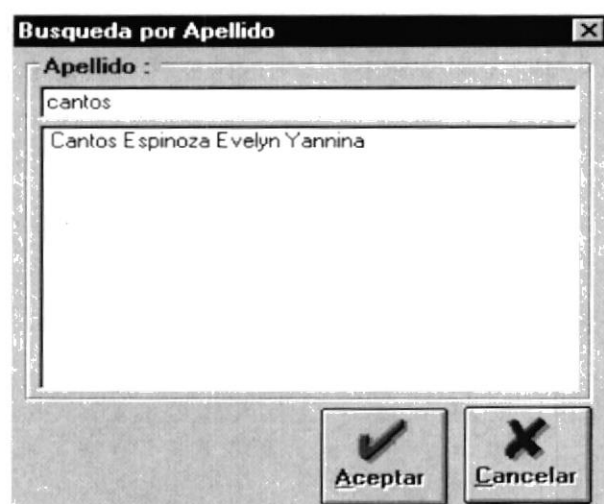 Busqueda por Apellido
Apellido :
cantos
Cantos Espinoza Evelyn Yannina
Aceptar
Cancelar